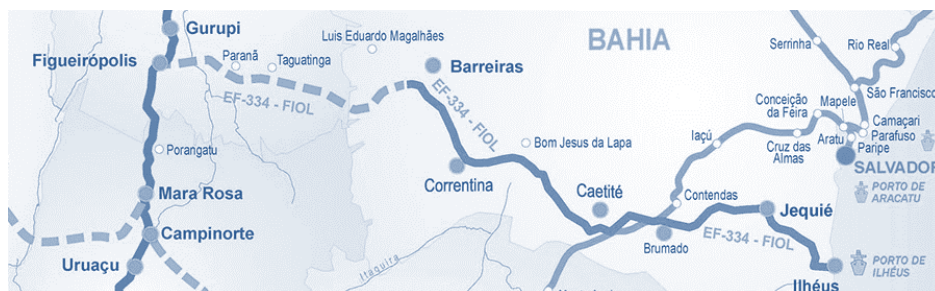 Gurupi
Figueirópolis
Paranã
Taguatinga
EF-334 - FIOL
Luis Eduardo Magalhães
Barreiras
EF-334 - FIOL
BAHIA
Serrinha
Rio Real
São Francisco
Conceição
da Feira
Mapele
Camaçari
Parafuso
Aratu
Paripe
Iaçú
Cruz das
Almas
SALVADOR
PORTO DE
ARACATU
Porangatu
Bom Jesus da Lapa
Correntina
Caetité
Contendas
Mara Rosa
Campinorte
Uruaçu
Brumado
Jequié
EF-334 - FIOL
PORTO DE
ILHÉUS
Ilhéus
Itaquira